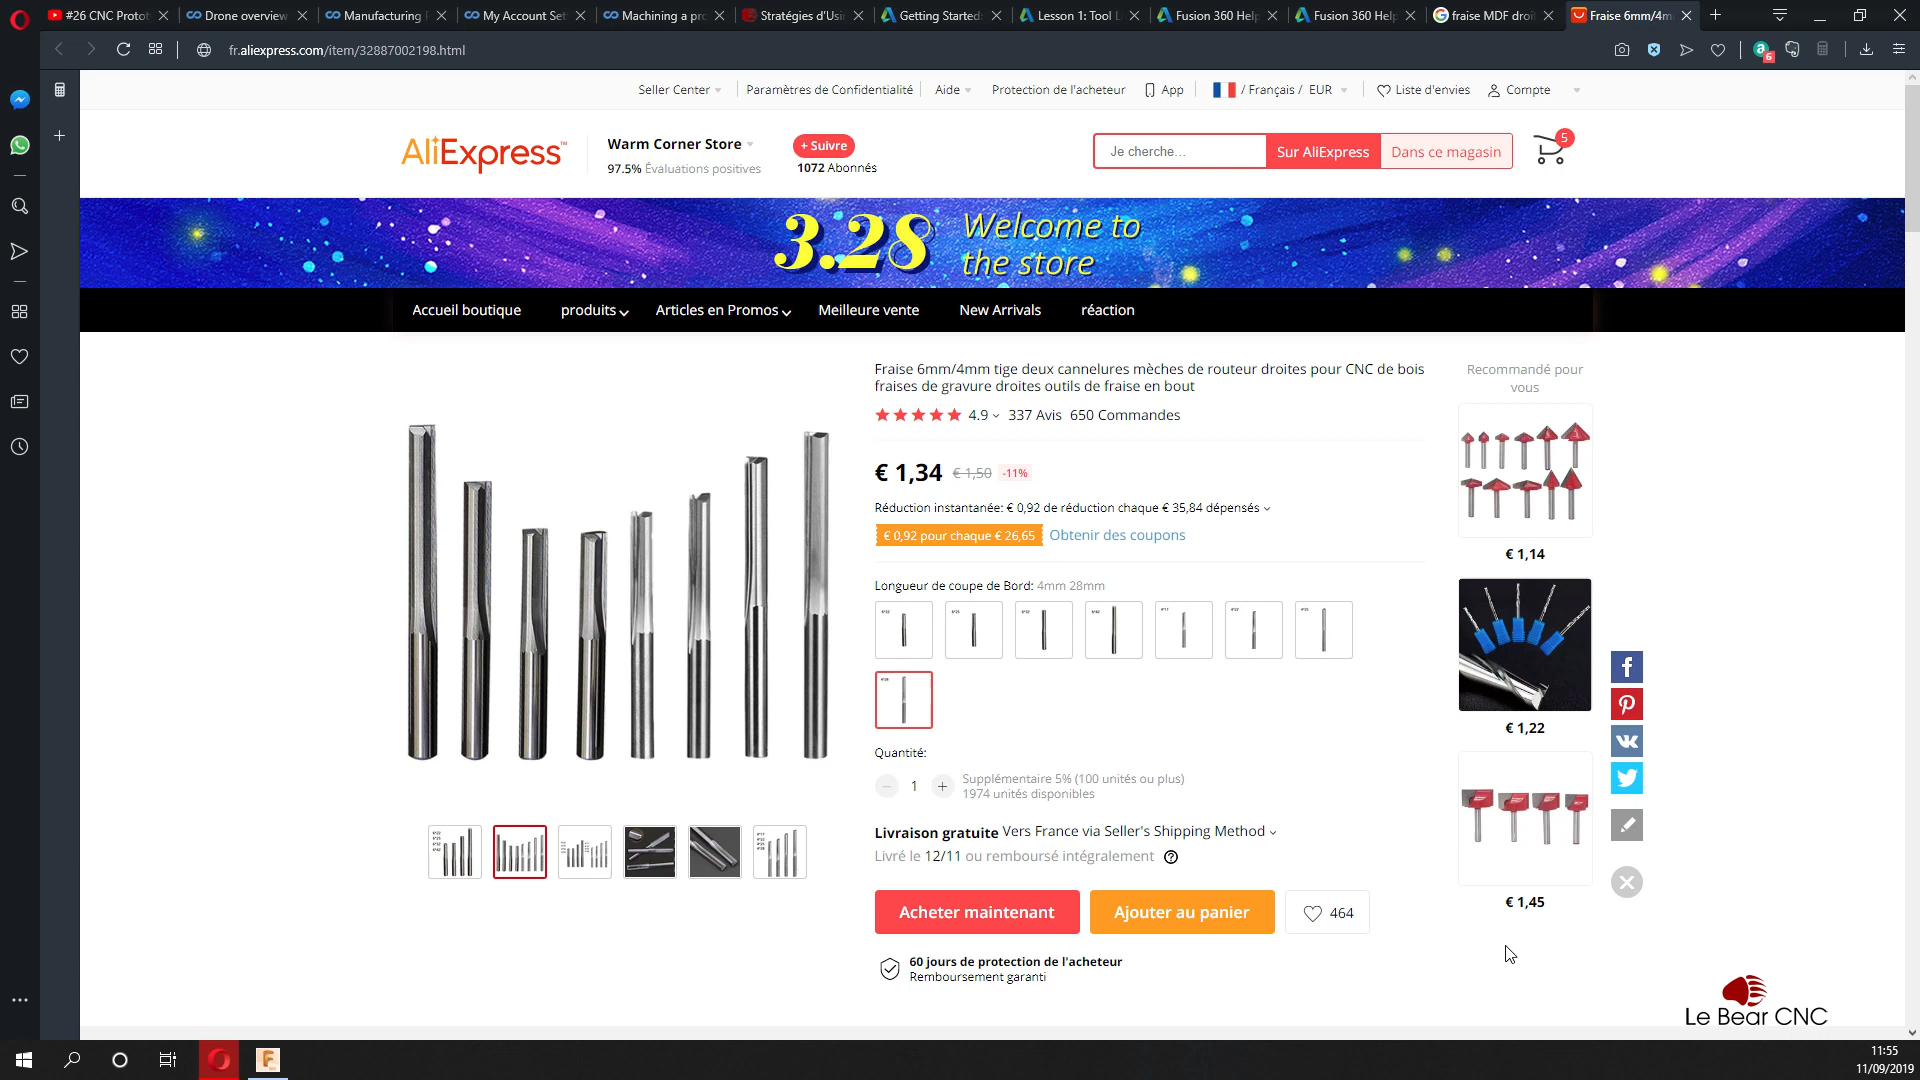 #26 CNC Protot
Drone overview
Manufacturing
My Account Set
Machining a pro
Stratégies d'Usi
Getting Started
Lesson 1: Tool L
Fusion 360 Help
Fusion 360 Help
fraise MDF droi
Fraise 6mm/4m
fr.aliexpress.com/item/32887002198.html
6
Seller Center
Paramètres de Confidentialité
Aide
Protection de l'acheteur
App
/ Français / EUR
Liste d'envies
Compte
AliExpress™
Warm Corner Store
97.5% Évaluations positives
+ Suivre
1072 Abonnés
Je cherche...
Sur AliExpress
Dans ce magasin
5
3.28 Welcome to
the store
Accueil boutique
produits
Articles en Promos
Meilleure vente
New Arrivals
réaction
Fraise 6mm/4mm tige deux cannelures mèches de routeur droites pour CNC de bois
fraises de gravure droites outils de fraise en bout
4.9 337 Avis 650 Commandes
€ 1,34 € 1,50 -11%
Réduction instantanée: € 0,92 de réduction chaque € 35,84 dépensés
€ 0,92 pour chaque € 26,65 Obtenir des coupons
Longueur de coupe de Bord: 4mm 28mm
Quantité:
1
Supplémentaire 5% (100 unités ou plus)
1974 unités disponibles
Livraison gratuite Vers France via Seller's Shipping Method
Livré le 12/11 ou remboursé intégralement
Acheter maintenant
Ajouter au panier
464
60 jours de protection de l'acheteur
Remboursement garanti
Recommandé pour
vous
€ 1,14
€ 1,22
€ 1,45
Le Bear CNC
11:55
11/09/2019